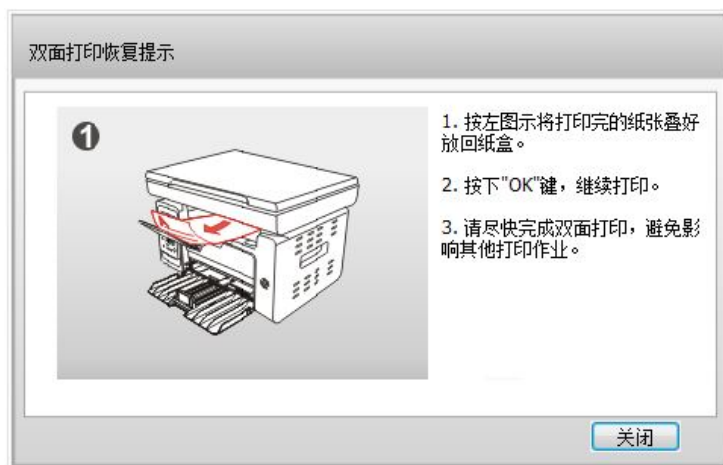 双面打印恢复提示
❶
1. 按左图示将打印完的纸张叠好
放回纸盒。
2. 按下"OK"键，继续打印。
3. 请尽快完成双面打印，避免影
响其他打印作业。
关闭